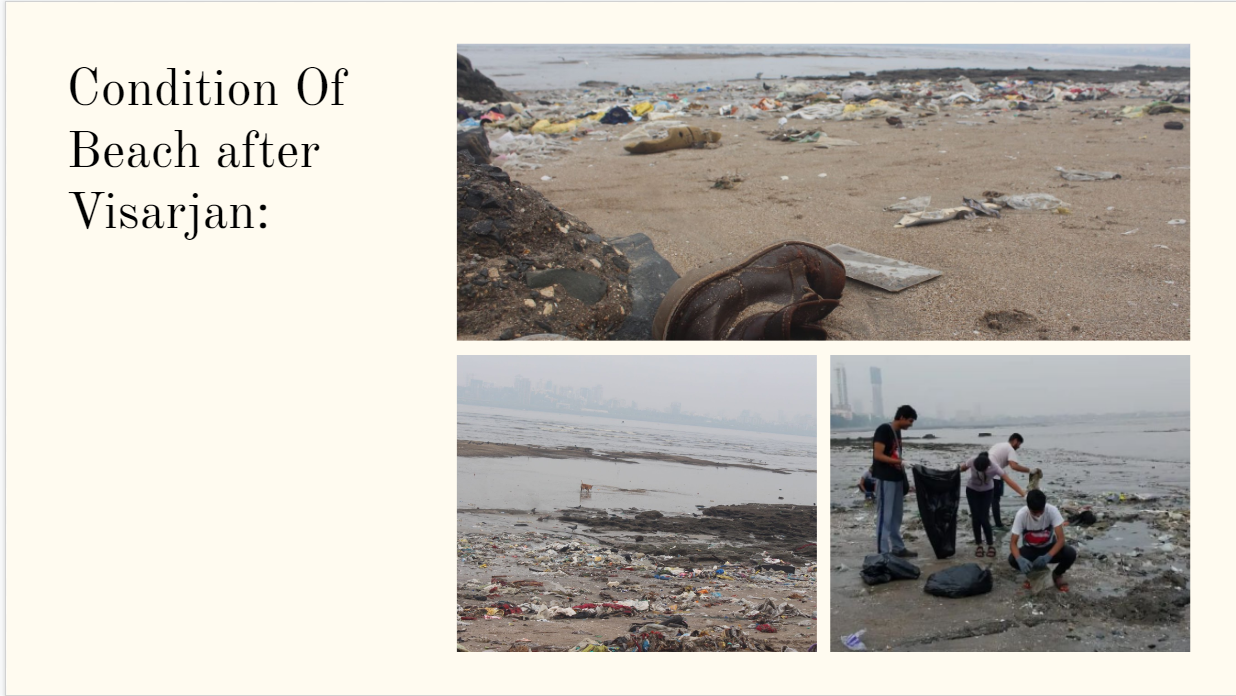 Condition Of
Beach after
Visarjan: